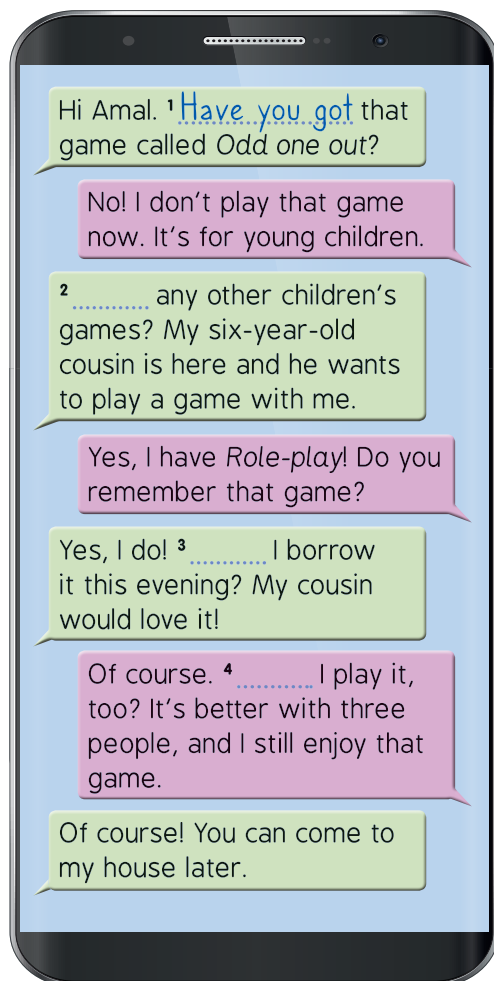 Hi Amal. ¹Have you got that
game called Odd one out?
No! I don't play that game
now. It's for young children.
²............ any other children's
games? My six-year-old
cousin is here and he wants
to play a game with me.
Yes, I have Role-play! Do you
remember that game?
Yes, I do! ³............ I borrow
it this evening? My cousin
would love it!
Of course. ⁴............ I play it,
too? It's better with three
people, and I still enjoy that
game.
Of course! You can come to
my house later.